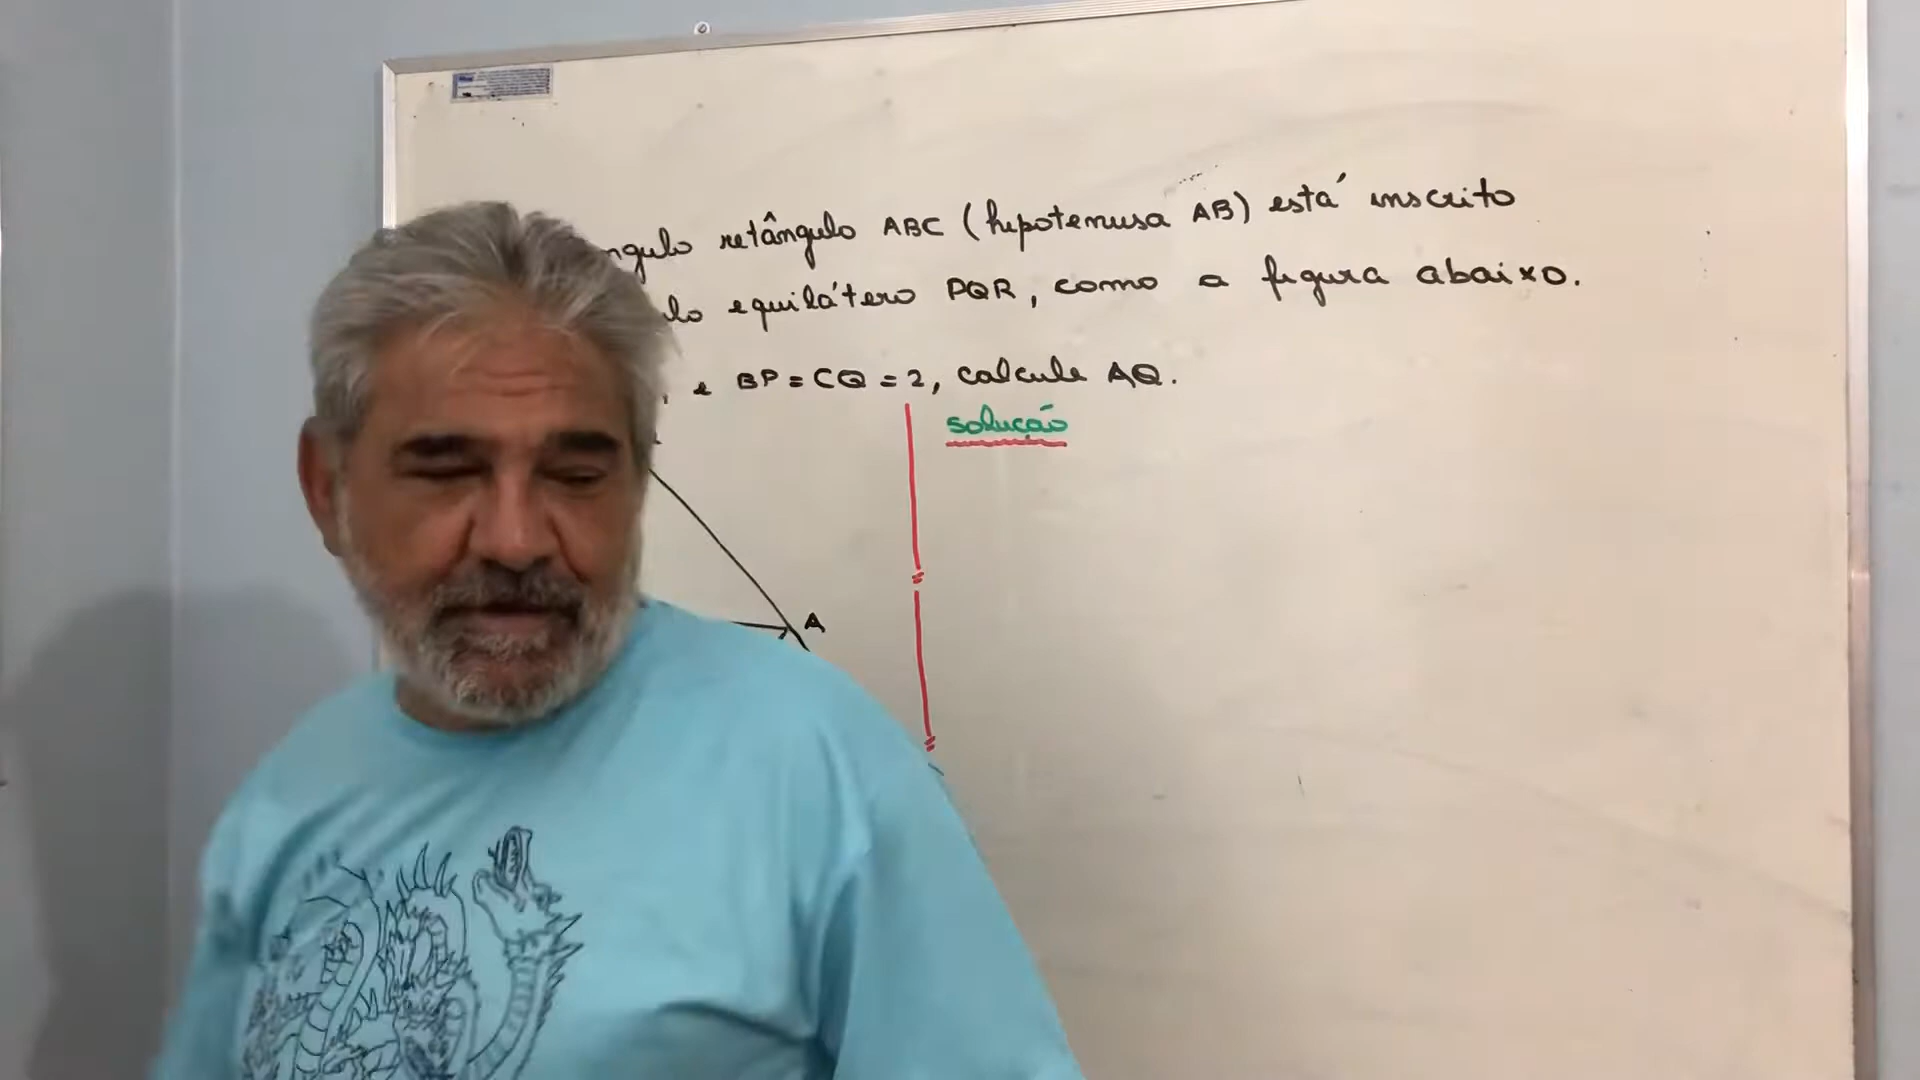 ngulo retângulo ABC (hipotenusa AB) está inscrito
lo equilátero PQR, como a figura abaixo.
, e BP = CQ = 2, calcule AQ.
solução
A